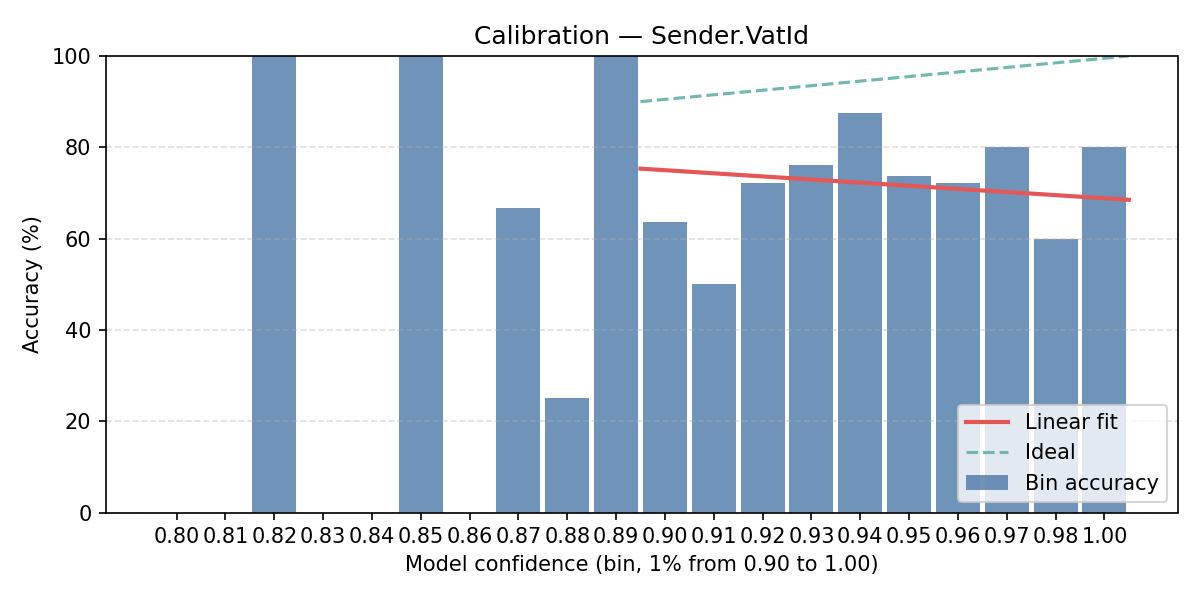 Calibration — Sender.VatId
Accuracy (%)
100
80
60
40
20
0
0.80 0.81 0.82 0.83 0.84 0.85 0.86 0.87 0.88 0.89 0.90 0.91 0.92 0.93 0.94 0.95 0.96 0.97 0.98 1.00
Model confidence (bin, 1% from 0.90 to 1.00)
Linear fit
Ideal
Bin accuracy